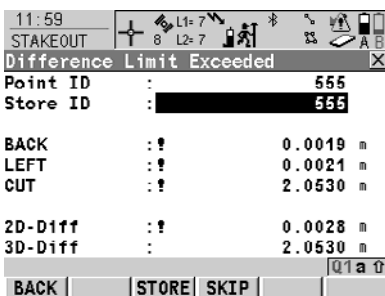 11:59
STAKEOUT
L1= 7
8 L2= 7
A B
Difference Limit Exceeded
Point ID : 555
Store ID : 555
BACK :! 0.0019 m
LEFT :! 0.0021 m
CUT :! 2.0530 m
2D-Diff :! 0.0028 m
3D-Diff : 2.0530 m
Q1 a
BACK STORE SKIP